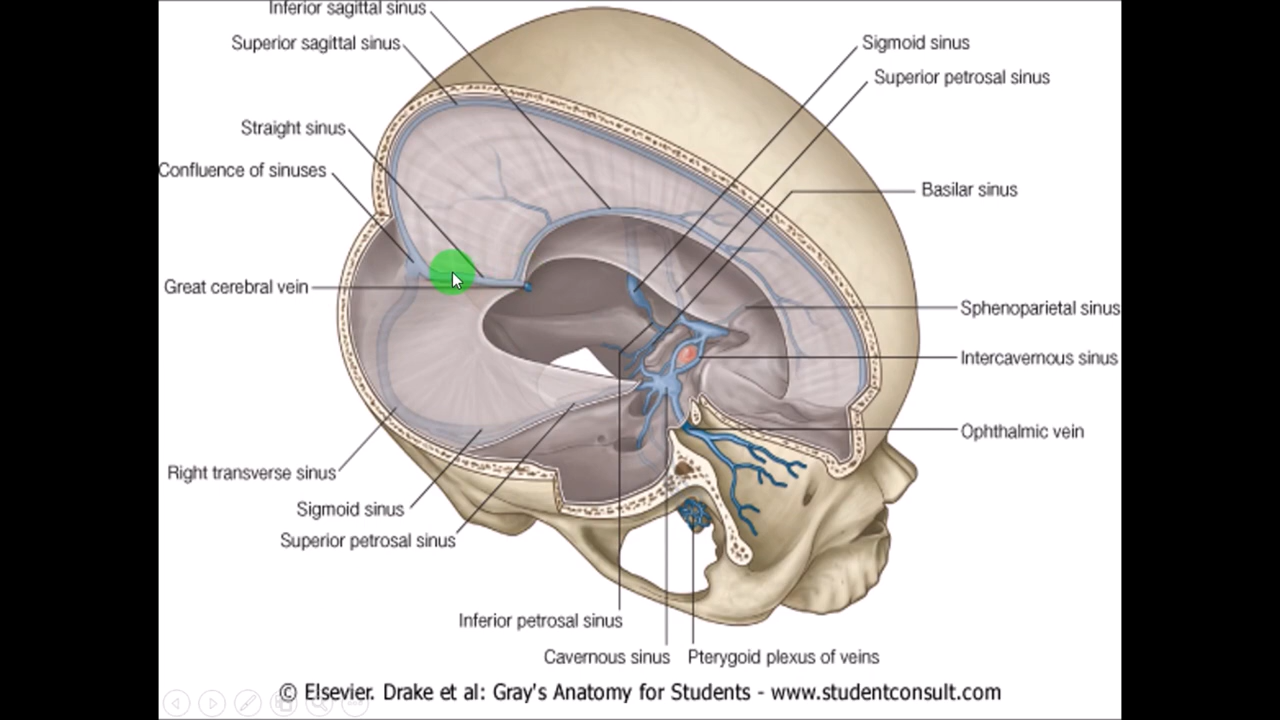 Inferior sagittal sinus
Superior sagittal sinus
Straight sinus
Confluence of sinuses
Great cerebral vein
Right transverse sinus
Sigmoid sinus
Superior petrosal sinus
Inferior petrosal sinus
Cavernous sinus
Pterygoid plexus of veins
Sigmoid sinus
Superior petrosal sinus
Basilar sinus
Sphenoparietal sinus
Intercavernous sinus
Ophthalmic vein
© Elsevier. Drake et al: Gray's Anatomy for Students - www.studentconsult.com